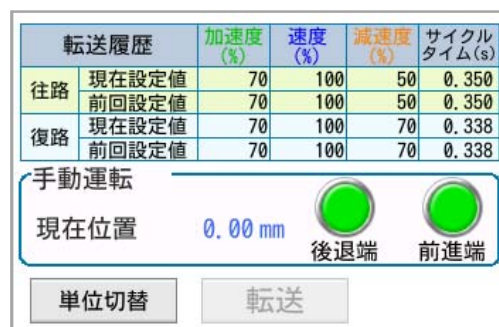 転送履歴 加速度(%) 速度(%) 減速度(%) サイクルタイム(s)
往路 現在設定値 70 100 50 0.350
前回設定値 70 100 50 0.350
復路 現在設定値 70 100 70 0.338
前回設定値 70 100 70 0.338
手動運転
現在位置 0.00 mm
後退端 前進端
単位切替 転送